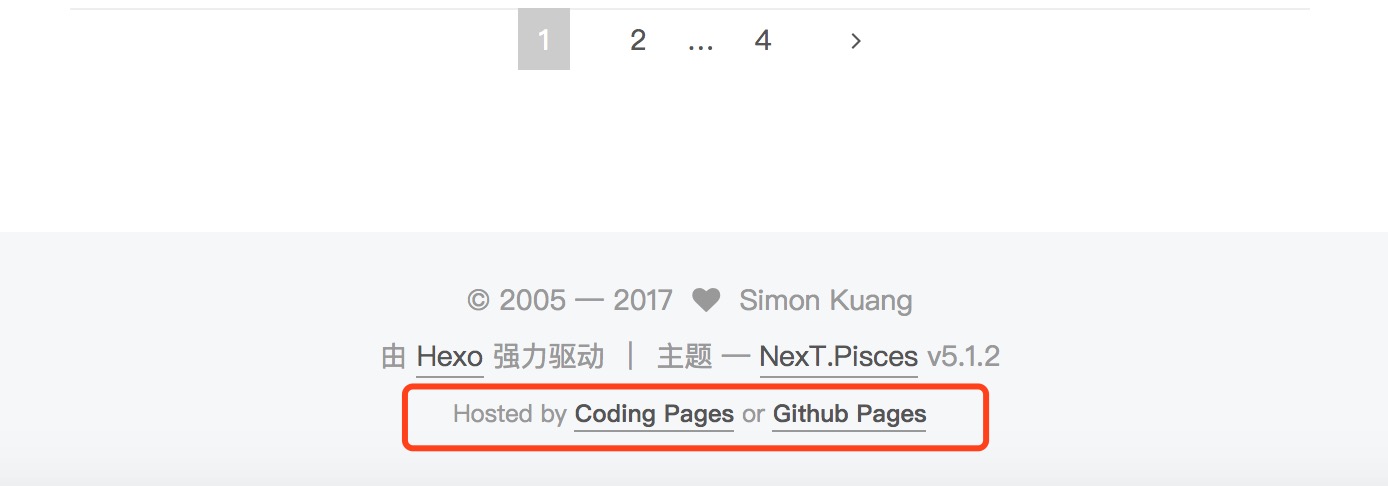 1 2 ... 4 >
© 2005 — 2017 ♥ Simon Kuang
由 Hexo 强力驱动 | 主题 — NexT.Pisces v5.1.2
Hosted by Coding Pages or Github Pages